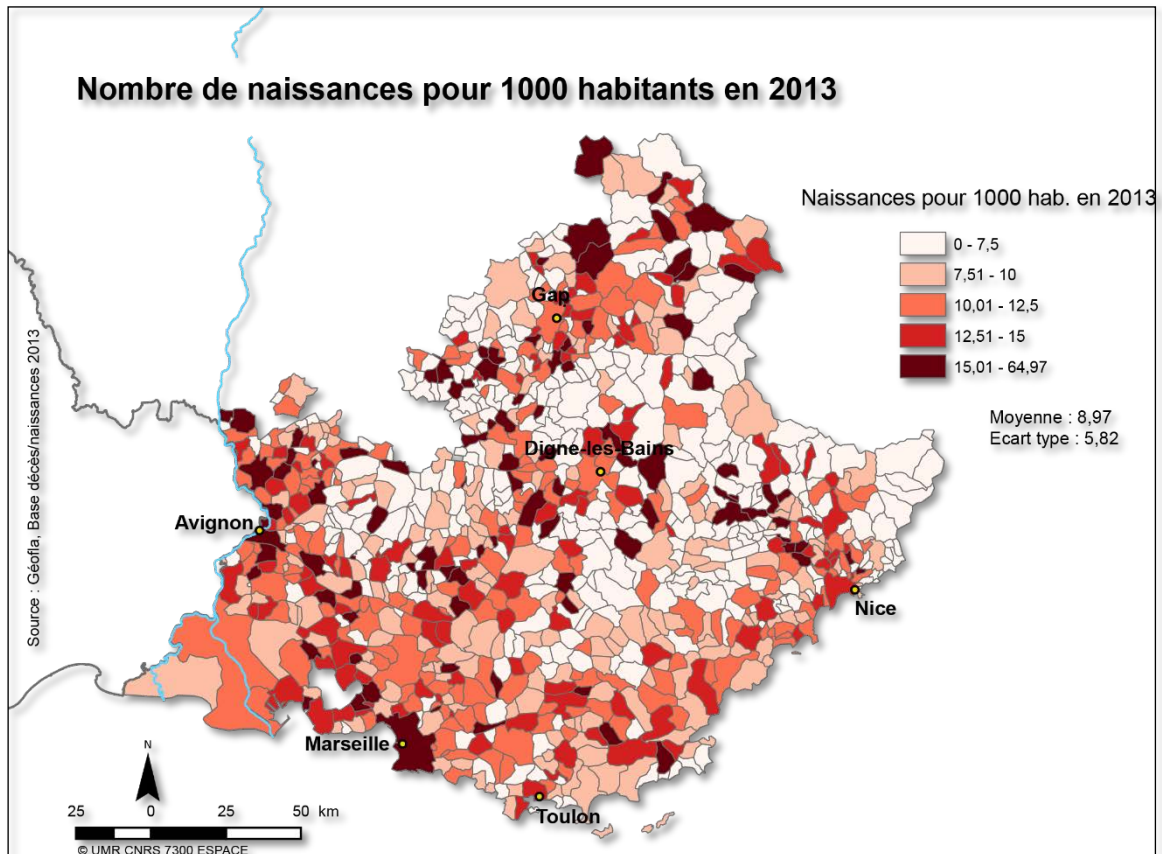 Nombre de naissances pour 1000 habitants en 2013
Naissances pour 1000 hab. en 2013
0 - 7,5
7,51 - 10
10,01 - 12,5
12,51 - 15
15,01 - 64,97
Moyenne : 8,97
Ecart type : 5,82
Gap
Digne-les-Bains
Avignon
Nice
Marseille
Toulon
Source : Géofla, Base décès/naissances 2013
N
25 0 25 50 km
© UMR CNRS 7300 ESPACE